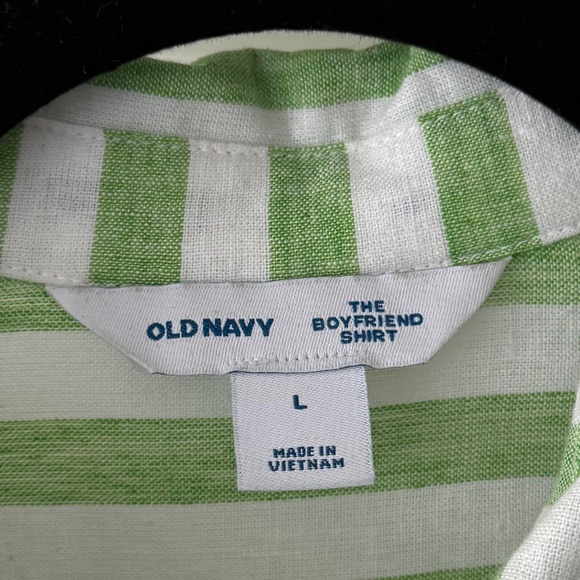 OLD NAVY
THE
BOYFRIEND
SHIRT
L
MADE IN
VIETNAM